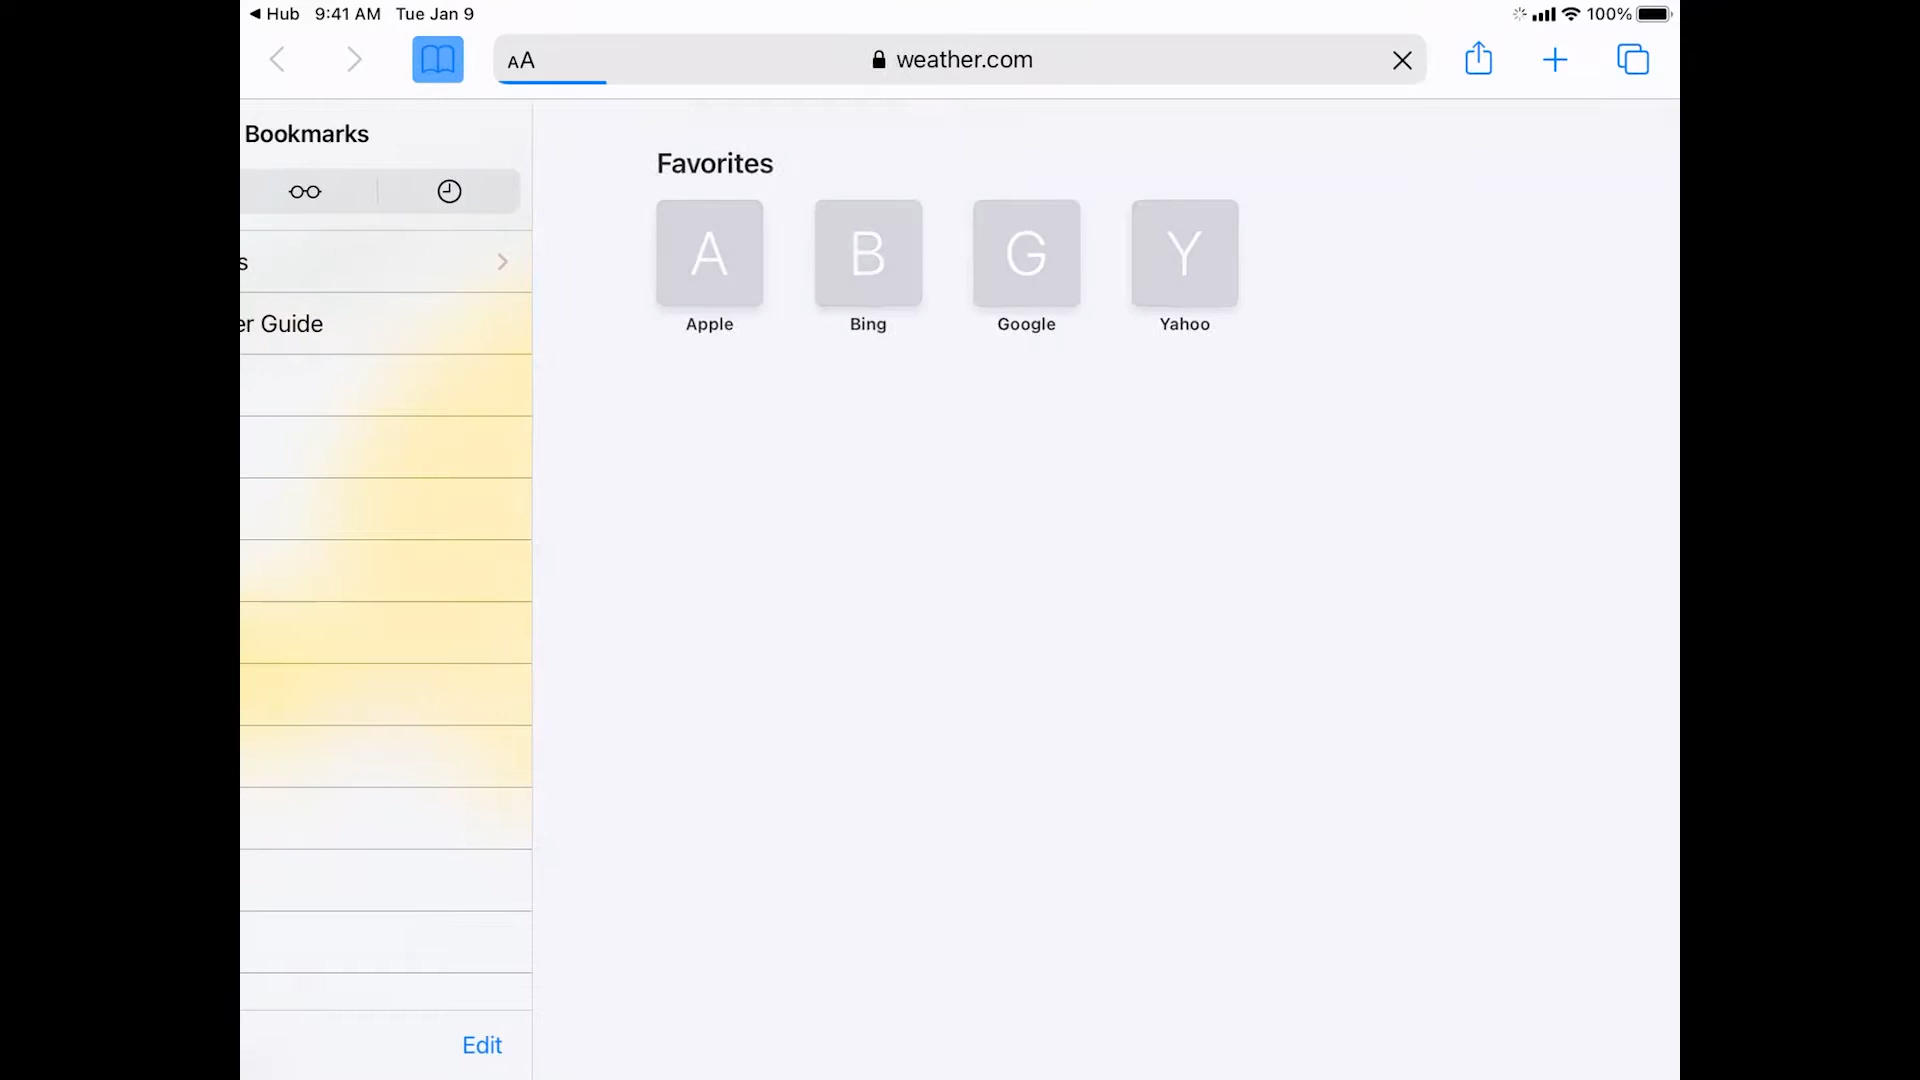 Hub 9:41 AM Tue Jan 9 100%
AA weather.com
Bookmarks
s
er Guide
Edit
Favorites
A B G Y
Apple Bing Google Yahoo